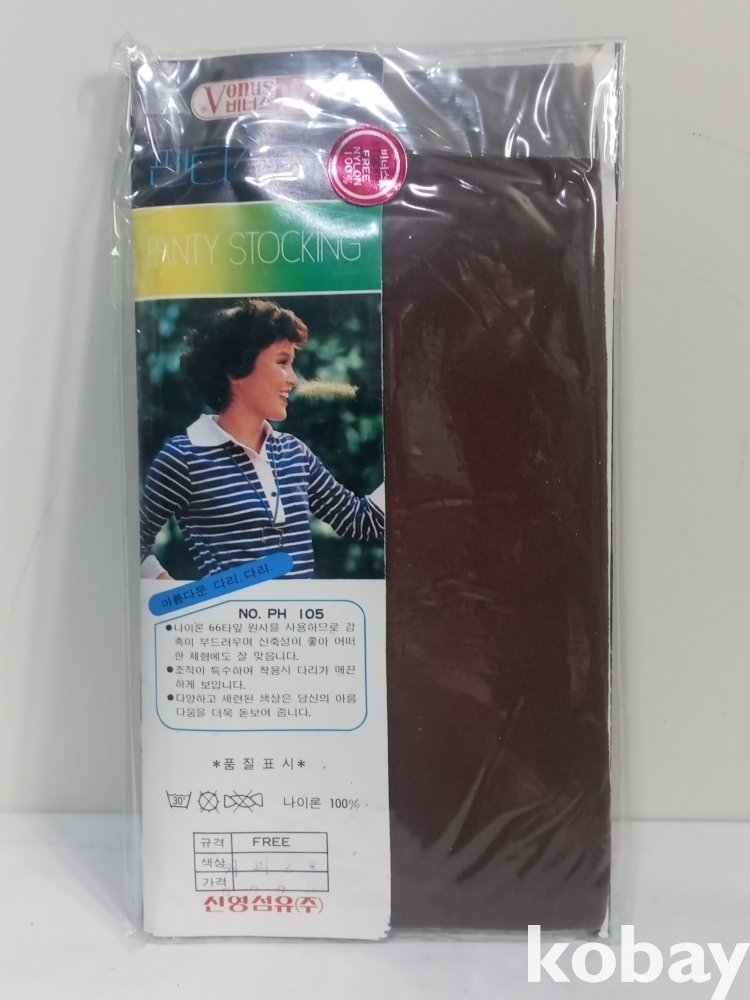 Venus
비너스
비너스
FREE
NYLON
100%
PANTY STOCKING
아름다운 다리. 다리.
NO. PH 105
●나이론 66타잎 원사를 사용하므로 감
촉이 부드러우며 신축성이 좋아 어떠
한 체형에도 잘 맞읍니다.
●조직이 특수하여 착용시 다리가 매끈
하게 보입니다.
●다양하고 세련된 색상은 당신의 아름
다움을 더욱 돋보여 줍니다.
*품질표시*
30° 나이론 100%
규격 FREE
색상
가격
신영섬유(주)
kobay